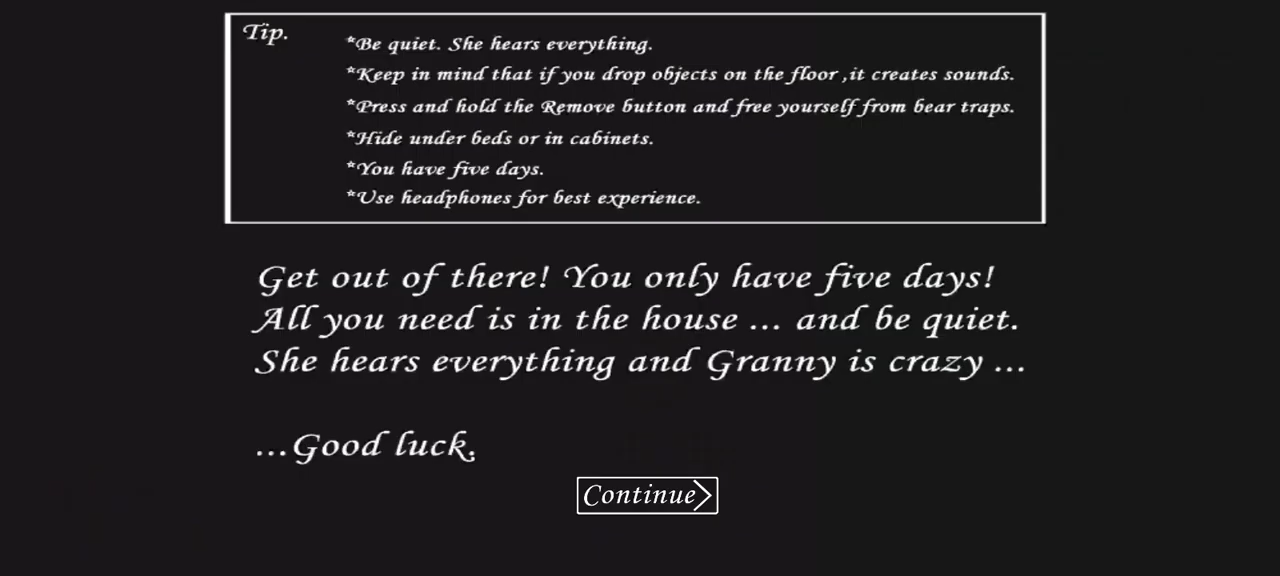 Tip.
*Be quiet. She hears everything.
*Keep in mind that if you drop objects on the floor ,it creates sounds.
*Press and hold the Remove button and free yourself from bear traps.
*Hide under beds or in cabinets.
*You have five days.
*Use headphones for best experience.
Get out of there! You only have five days!
All you need is in the house ... and be quiet.
She hears everything and Granny is crazy ...
...Good luck.
Continue>